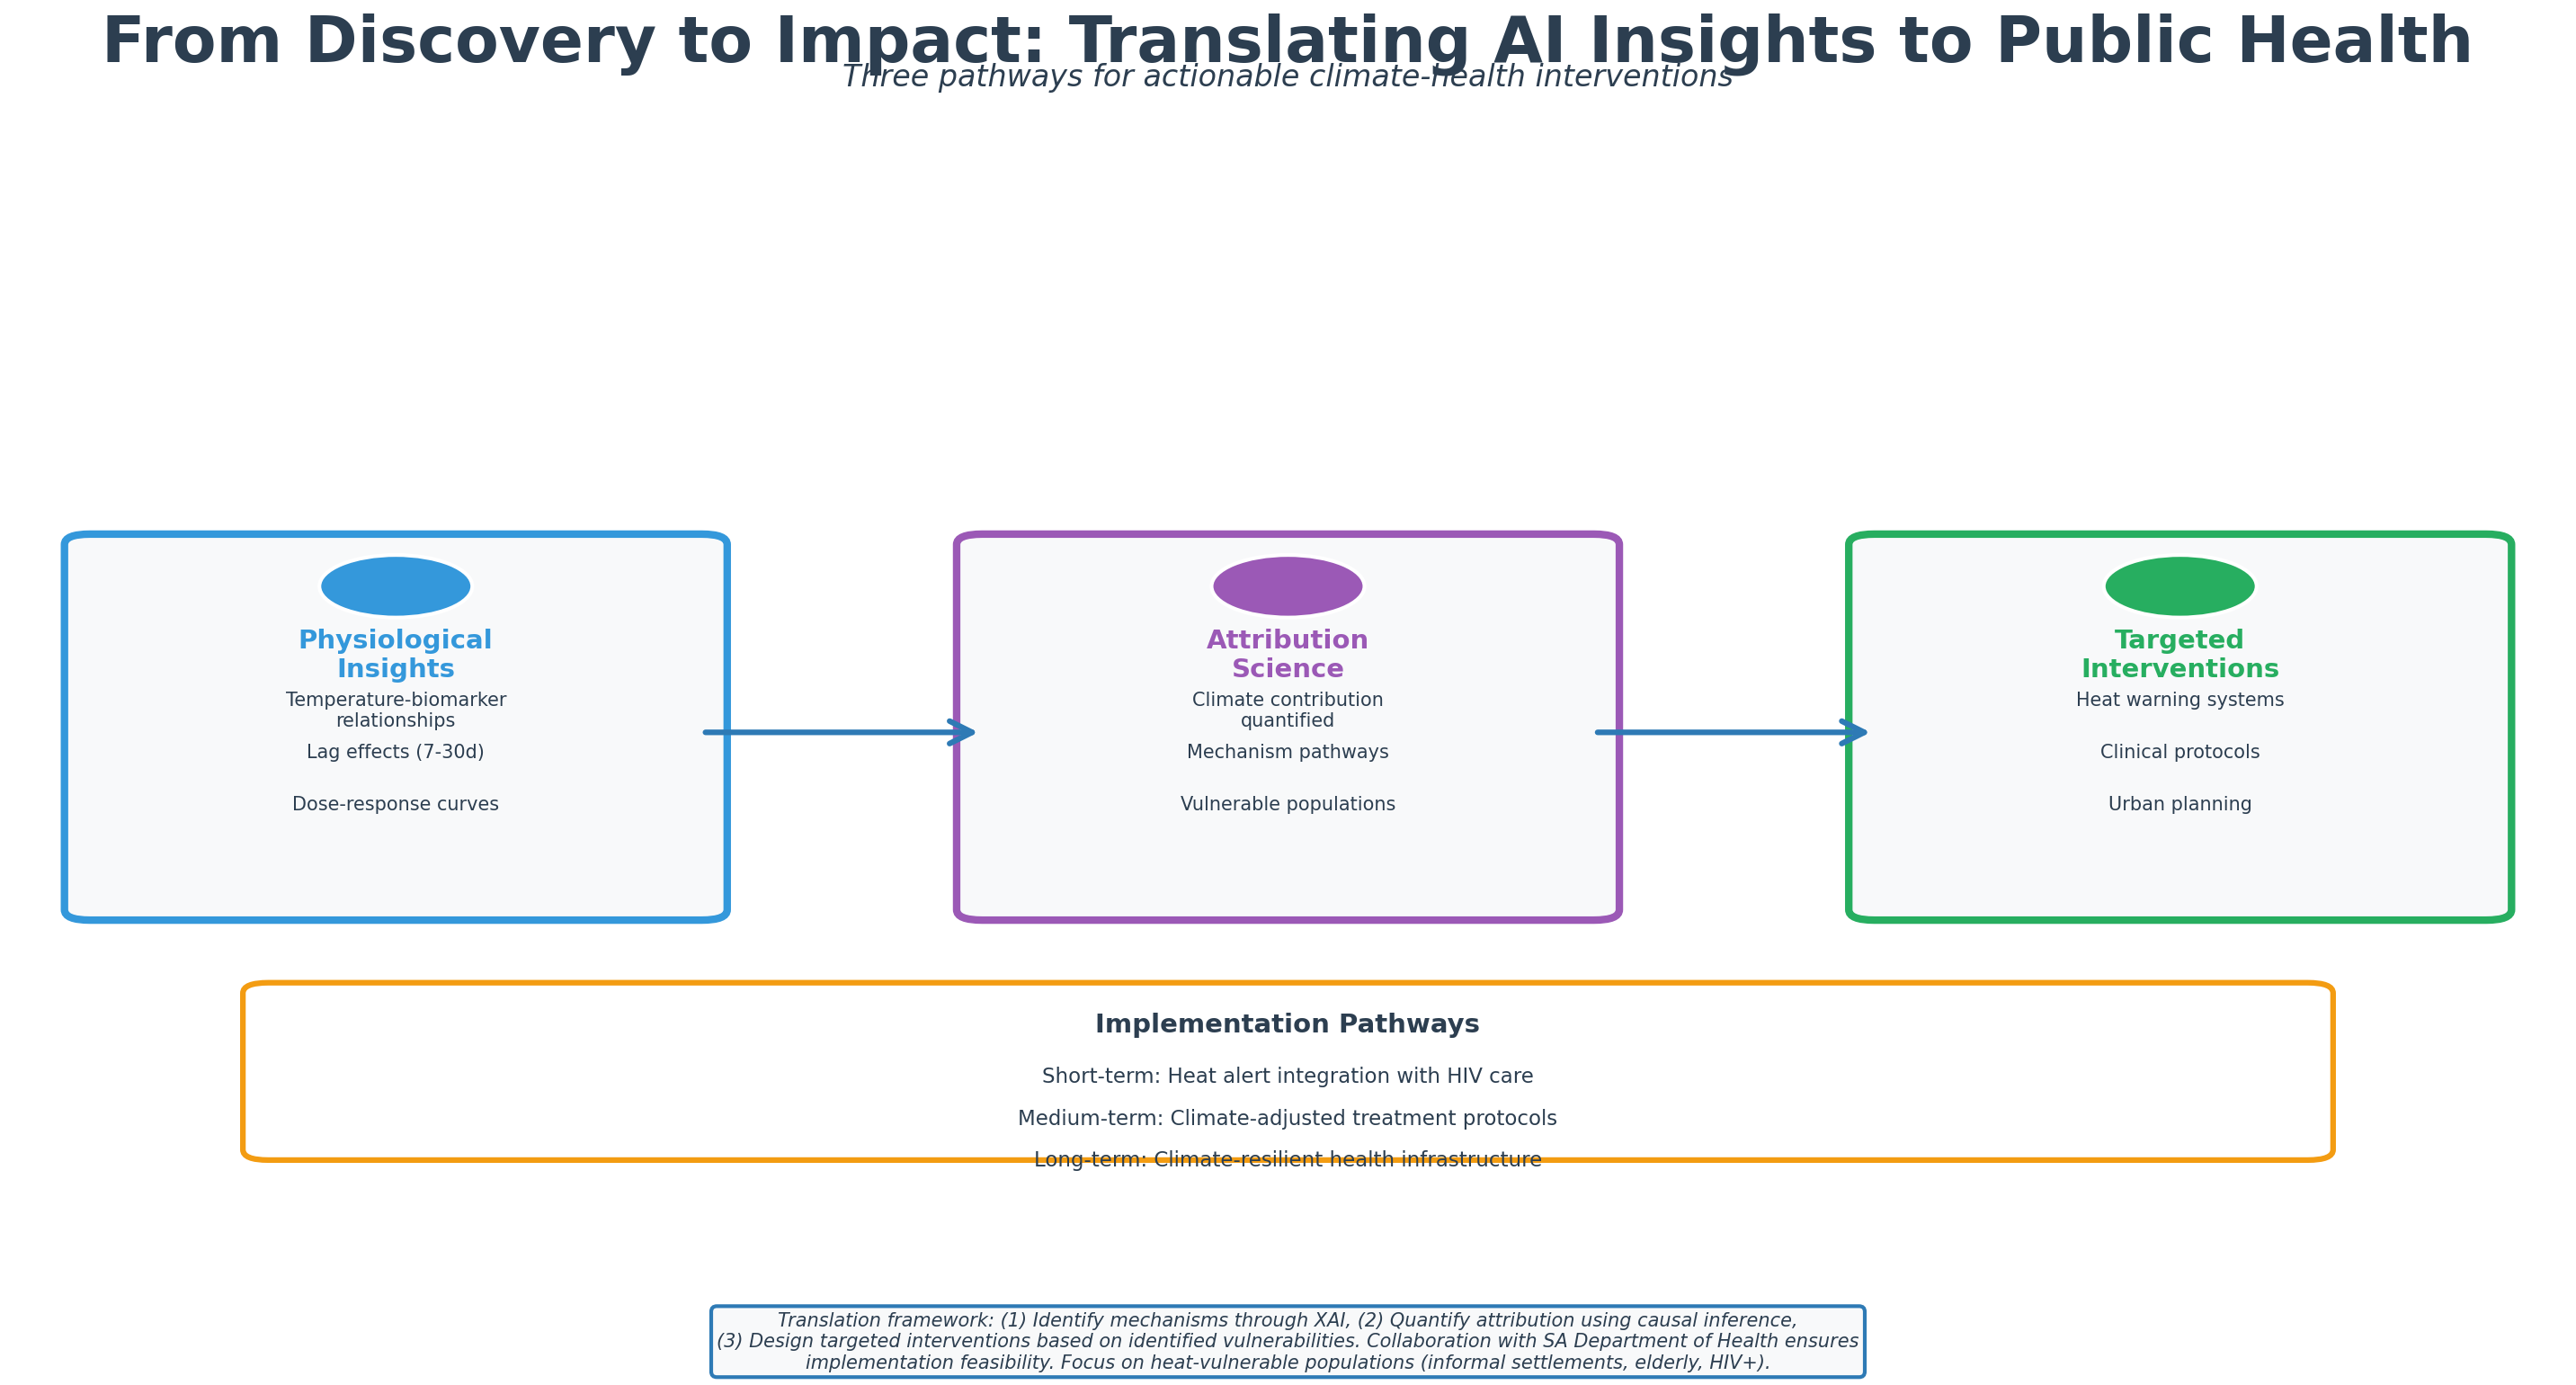 From Discovery to Impact: Translating AI Insights to Public Health
Three pathways for actionable climate-health interventions
Physiological
Insights
Temperature-biomarker
relationships
Lag effects (7-30d)
Dose-response curves
Attribution
Science
Climate contribution
quantified
Mechanism pathways
Vulnerable populations
Targeted
Interventions
Heat warning systems
Clinical protocols
Urban planning
Implementation Pathways
Short-term: Heat alert integration with HIV care
Medium-term: Climate-adjusted treatment protocols
Long-term: Climate-resilient health infrastructure
Translation framework: (1) Identify mechanisms through XAI, (2) Quantify attribution using causal inference,
(3) Design targeted interventions based on identified vulnerabilities. Collaboration with SA Department of Health ensures
implementation feasibility. Focus on heat-vulnerable populations (informal settlements, elderly, HIV+).